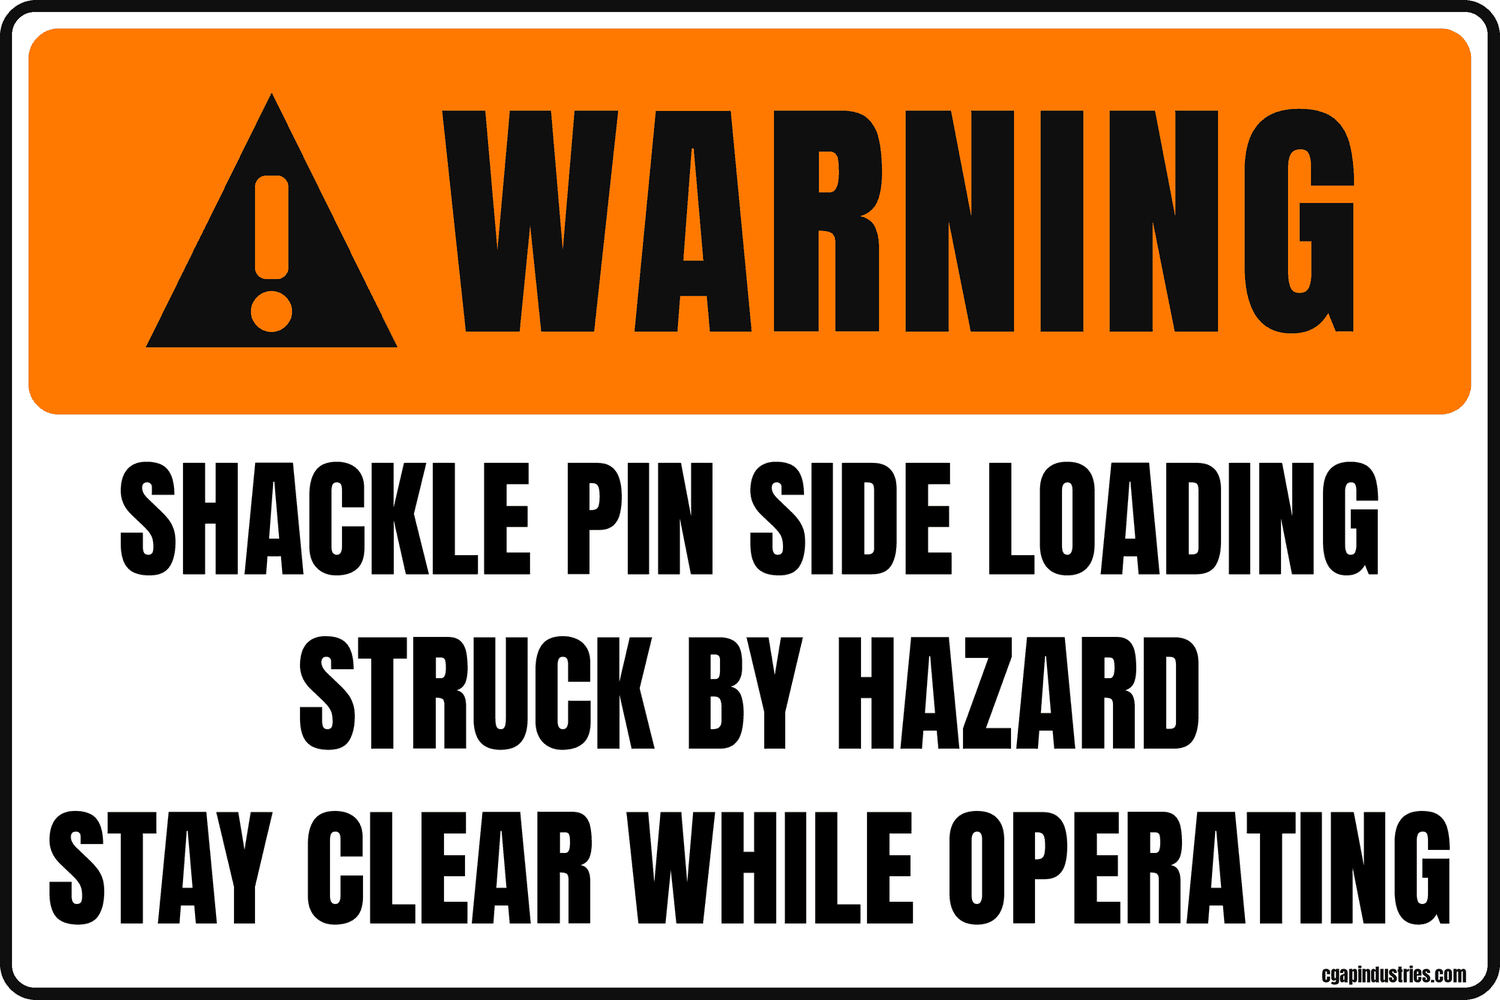 WARNING
SHACKLE PIN SIDE LOADING
STRUCK BY HAZARD
STAY CLEAR WHILE OPERATING
cgapindustries.com